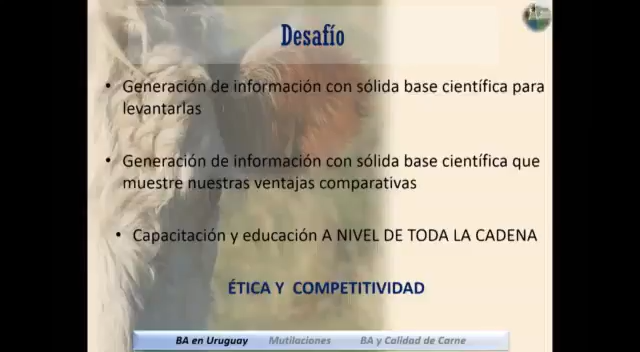 Desafío
• Generación de información con sólida base científica para
levantarlas
• Generación de información con sólida base científica que
muestre nuestras ventajas comparativas
• Capacitación y educación A NIVEL DE TODA LA CADENA
ÉTICA Y COMPETITIVIDAD
BA en Uruguay Mutilaciones BA y Calidad de Carne